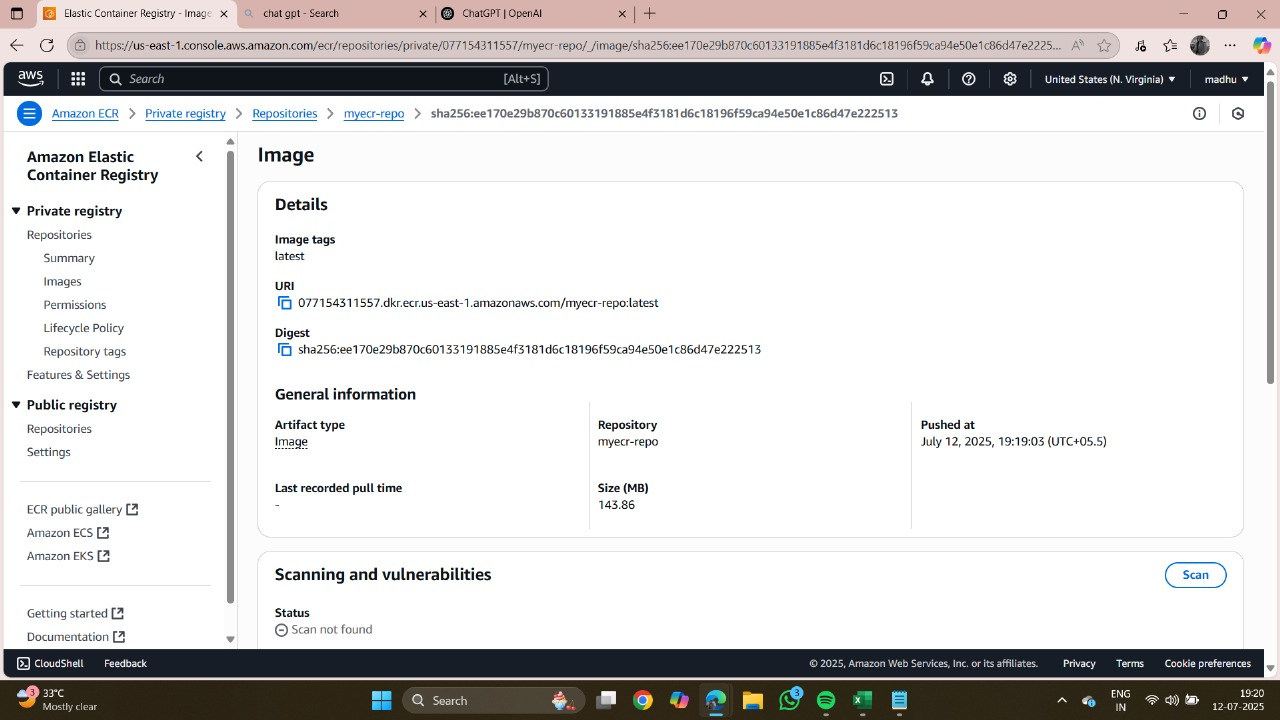 Elastic Container Registry - Image
chat gpt - Search
ChatGPT | OpenAI
https://us-east-1.console.aws.amazon.com/ecr/repositories/private/077154311557/myecr-repo/_/image/sha256:ee170e29b870c60133191885e4f3181d6c18196f59ca94e50e1c86d47e2225...
aws
Search
[Alt+S]
United States (N. Virginia)
madhu
Amazon ECR
Private registry
Repositories
myecr-repo
sha256:ee170e29b870c60133191885e4f3181d6c18196f59ca94e50e1c86d47e222513
Amazon Elastic
Container Registry
Private registry
Repositories
Summary
Images
Permissions
Lifecycle Policy
Repository tags
Features & Settings
Public registry
Repositories
Settings
ECR public gallery
Amazon ECS
Amazon EKS
Getting started
Documentation
Image
Details
Image tags
latest
URI
077154311557.dkr.ecr.us-east-1.amazonaws.com/myecr-repo:latest
Digest
sha256:ee170e29b870c60133191885e4f3181d6c18196f59ca94e50e1c86d47e222513
General information
Artifact type
Image
Repository
myecr-repo
Pushed at
July 12, 2025, 19:19:03 (UTC+05.5)
Last recorded pull time
-
Size (MB)
143.86
Scanning and vulnerabilities
Scan
Status
Scan not found
CloudShell
Feedback
© 2025, Amazon Web Services, Inc. or its affiliates.
Privacy
Terms
Cookie preferences
3
33°C
Mostly clear
Search
3
ENG
IN
19:20
12-07-2025